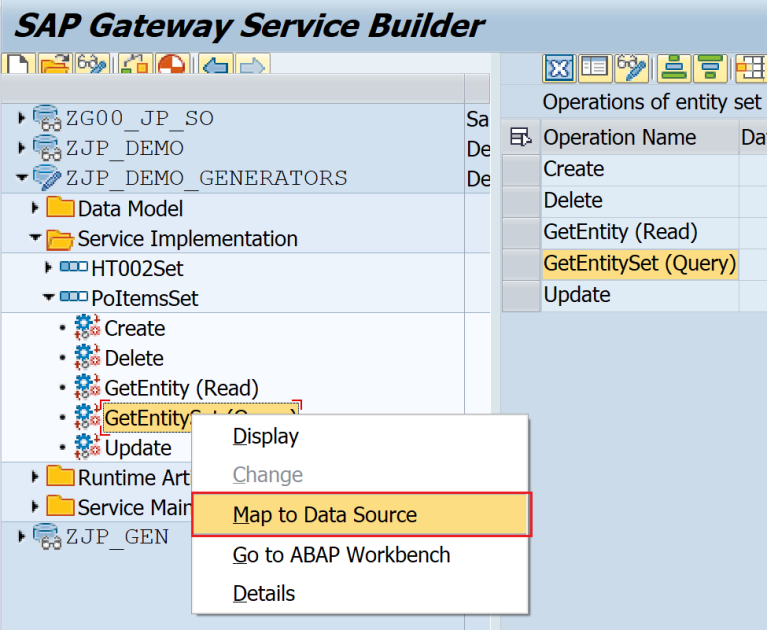 SAP Gateway Service Builder
Operations of entity set
Operation Name Da
Create
Delete
GetEntity (Read)
GetEntitySet (Query)
Update
ZG00_JP_SO Sa
ZJP_DEMO De
ZJP_DEMO_GENERATORS De
Data Model
Service Implementation
HT002Set
PoItemsSet
Create
Delete
GetEntity (Read)
GetEntitySet (Query)
Update
Runtime Art
Service Main
ZJP_GEN
Display
Change
Map to Data Source
Go to ABAP Workbench
Details